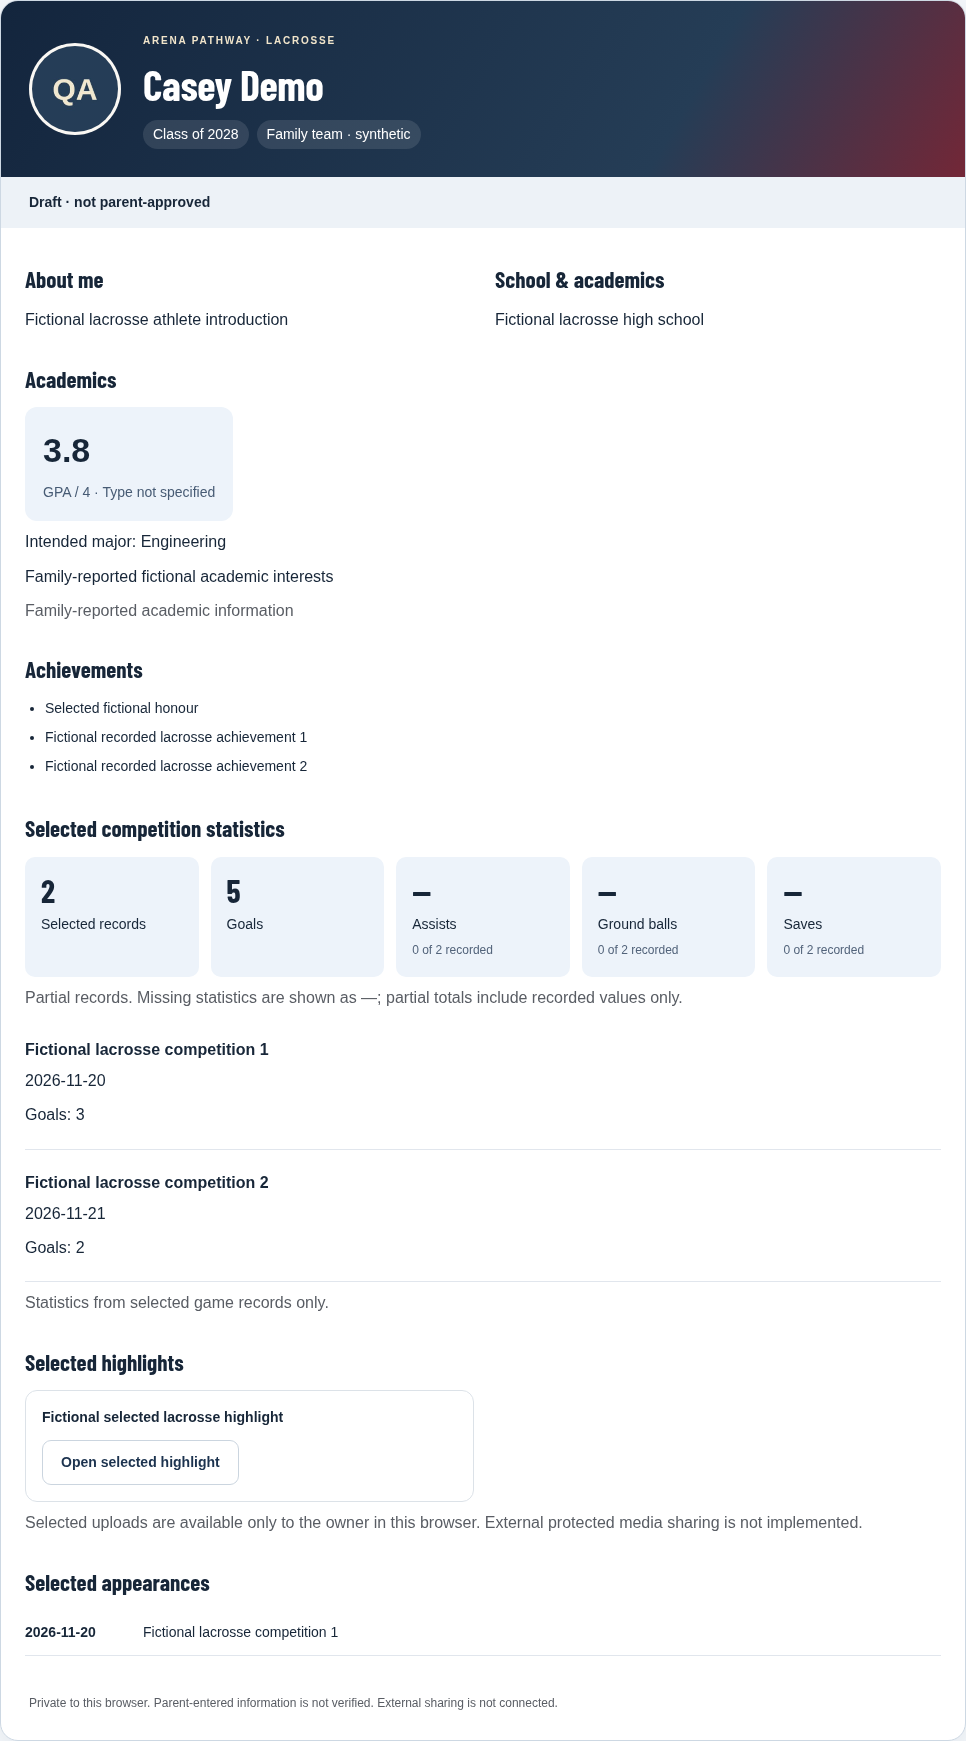 ARENA PATHWAY · LACROSSE
QA
Casey Demo
Class of 2028
Family team · synthetic
Draft · not parent-approved
About me
Fictional lacrosse athlete introduction
School & academics
Fictional lacrosse high school
Academics
3.8
GPA / 4 · Type not specified
Intended major: Engineering
Family-reported fictional academic interests
Family-reported academic information
Achievements
• Selected fictional honour
• Fictional recorded lacrosse achievement 1
• Fictional recorded lacrosse achievement 2
Selected competition statistics
2
Selected records
5
Goals
—
Assists
0 of 2 recorded
—
Ground balls
0 of 2 recorded
—
Saves
0 of 2 recorded
Partial records. Missing statistics are shown as —; partial totals include recorded values only.
Fictional lacrosse competition 1
2026-11-20
Goals: 3
Fictional lacrosse competition 2
2026-11-21
Goals: 2
Statistics from selected game records only.
Selected highlights
Fictional selected lacrosse highlight
Open selected highlight
Selected uploads are available only to the owner in this browser. External protected media sharing is not implemented.
Selected appearances
2026-11-20 Fictional lacrosse competition 1
Private to this browser. Parent-entered information is not verified. External sharing is not connected.